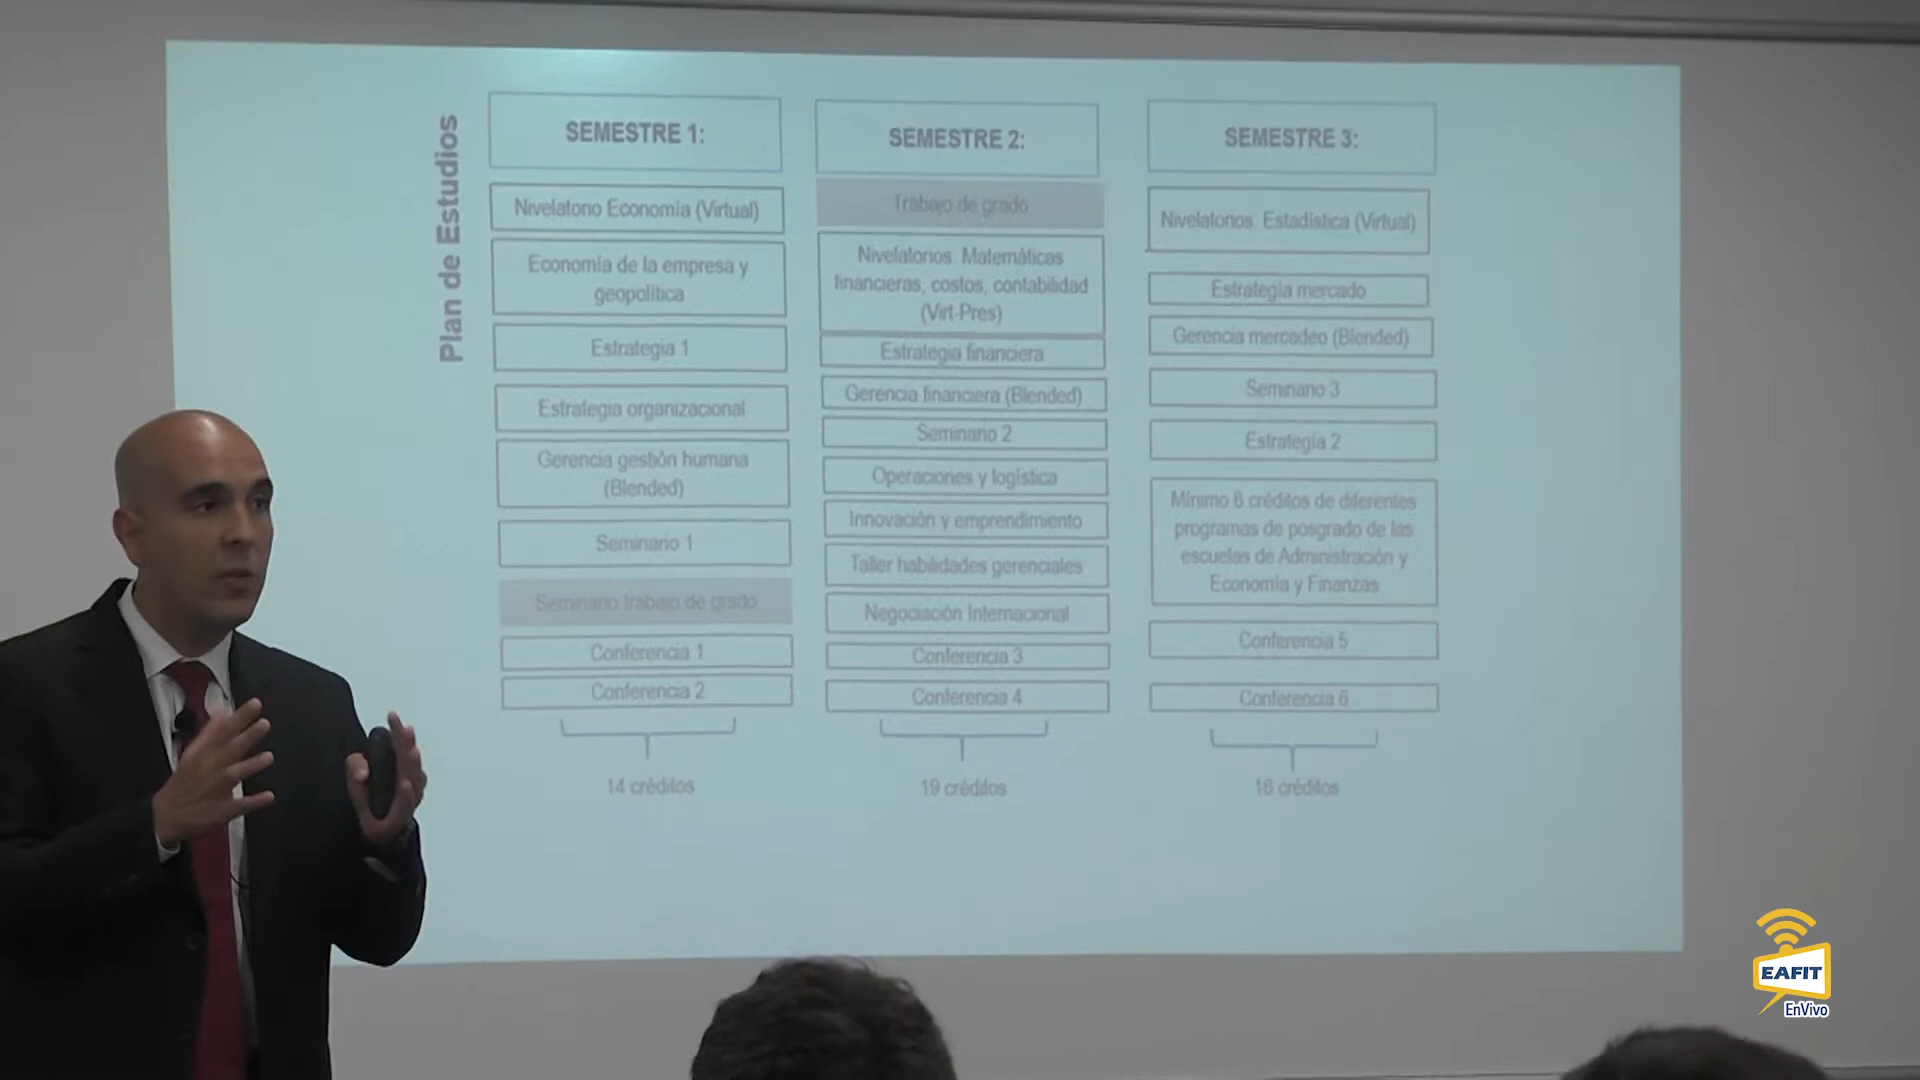 Plan de Estudios
SEMESTRE 1:
Nivelatorio Economía (Virtual)
Economía de la empresa y
geopolítica
Estrategia 1
Estrategia organizacional
Gerencia gestión humana
(Blended)
Seminario 1
Seminario trabajo de grado
Conferencia 1
Conferencia 2
14 créditos
SEMESTRE 2:
Trabajo de grado
Nivelatorios: Matemáticas
financieras, costos, contabilidad
(Virt-Pres)
Estrategia financiera
Gerencia financiera (Blended)
Seminario 2
Operaciones y logística
Innovación y emprendimiento
Taller habilidades gerenciales
Negociación Internacional
Conferencia 3
Conferencia 4
19 créditos
SEMESTRE 3:
Nivelatorios: Estadística (Virtual)
Estrategia mercado
Gerencia mercadeo (Blended)
Seminario 3
Estrategia 2
Mínimo 6 créditos de diferentes
programas de posgrado de las
escuelas de Administración y
Economía y Finanzas
Conferencia 5
Conferencia 6
16 créditos
EAFIT
EnVivo